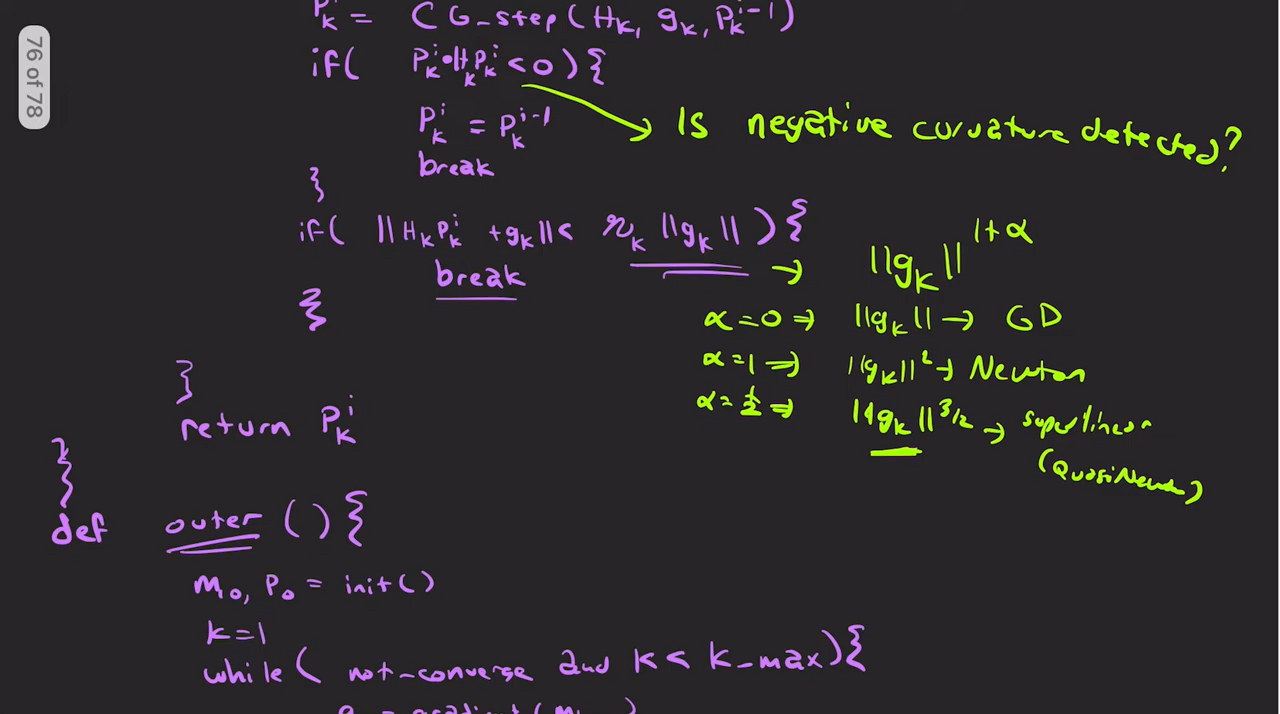 76 of 78
P_k^i = CG_step(H_k, g_k, P_k^{i-1})
if( P_k^i • H_k P_k^i < 0 ){
→ Is negative curvature detected?
P_k^i = P_k^{i-1}
break
}
if( ||H_k P_k^i + g_k|| < η_k ||g_k|| ){
→ ||g_k||^{1+α}
break
}
α=0 ⇒ ||g_k|| → GD
α=1 ⇒ ||g_k||^2 → Newton
α=1/2 ⇒ ||g_k||^{3/2} → superlinear
(QuasiNewton)
}
return P_k^i
}
def outer (){
m_0, P_0 = init()
k=1
while( not-converge and k < k_max){